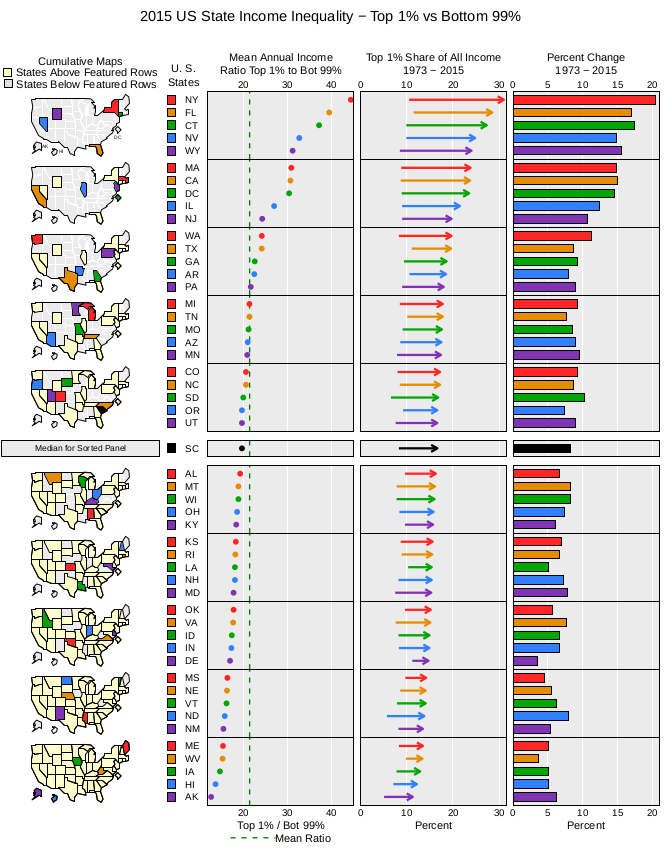 2015 US State Income Inequality − Top 1% vs Bottom 99%
Cumulative Maps
States Above Featured Rows
States Below Featured Rows
U. S.
States
Mean Annual Income
Ratio Top 1% to Bot 99%
20 30 40
Top 1% Share of All Income
1973 − 2015
0 10 20 30
Percent Change
1973 − 2015
0 5 10 15 20
AK HI DC
NY
FL
CT
NV
WY
MA
CA
DC
IL
NJ
WA
TX
GA
AR
PA
MI
TN
MO
AZ
MN
CO
NC
SD
OR
UT
Median for Sorted Panel
SC
AL
MT
WI
OH
KY
KS
RI
LA
NH
MD
OK
VA
ID
IN
DE
MS
NE
VT
ND
NM
ME
WV
IA
HI
AK
20 30 40
0 10 20 30
0 5 10 15 20
Top 1% / Bot 99%
Percent
Percent
Mean Ratio